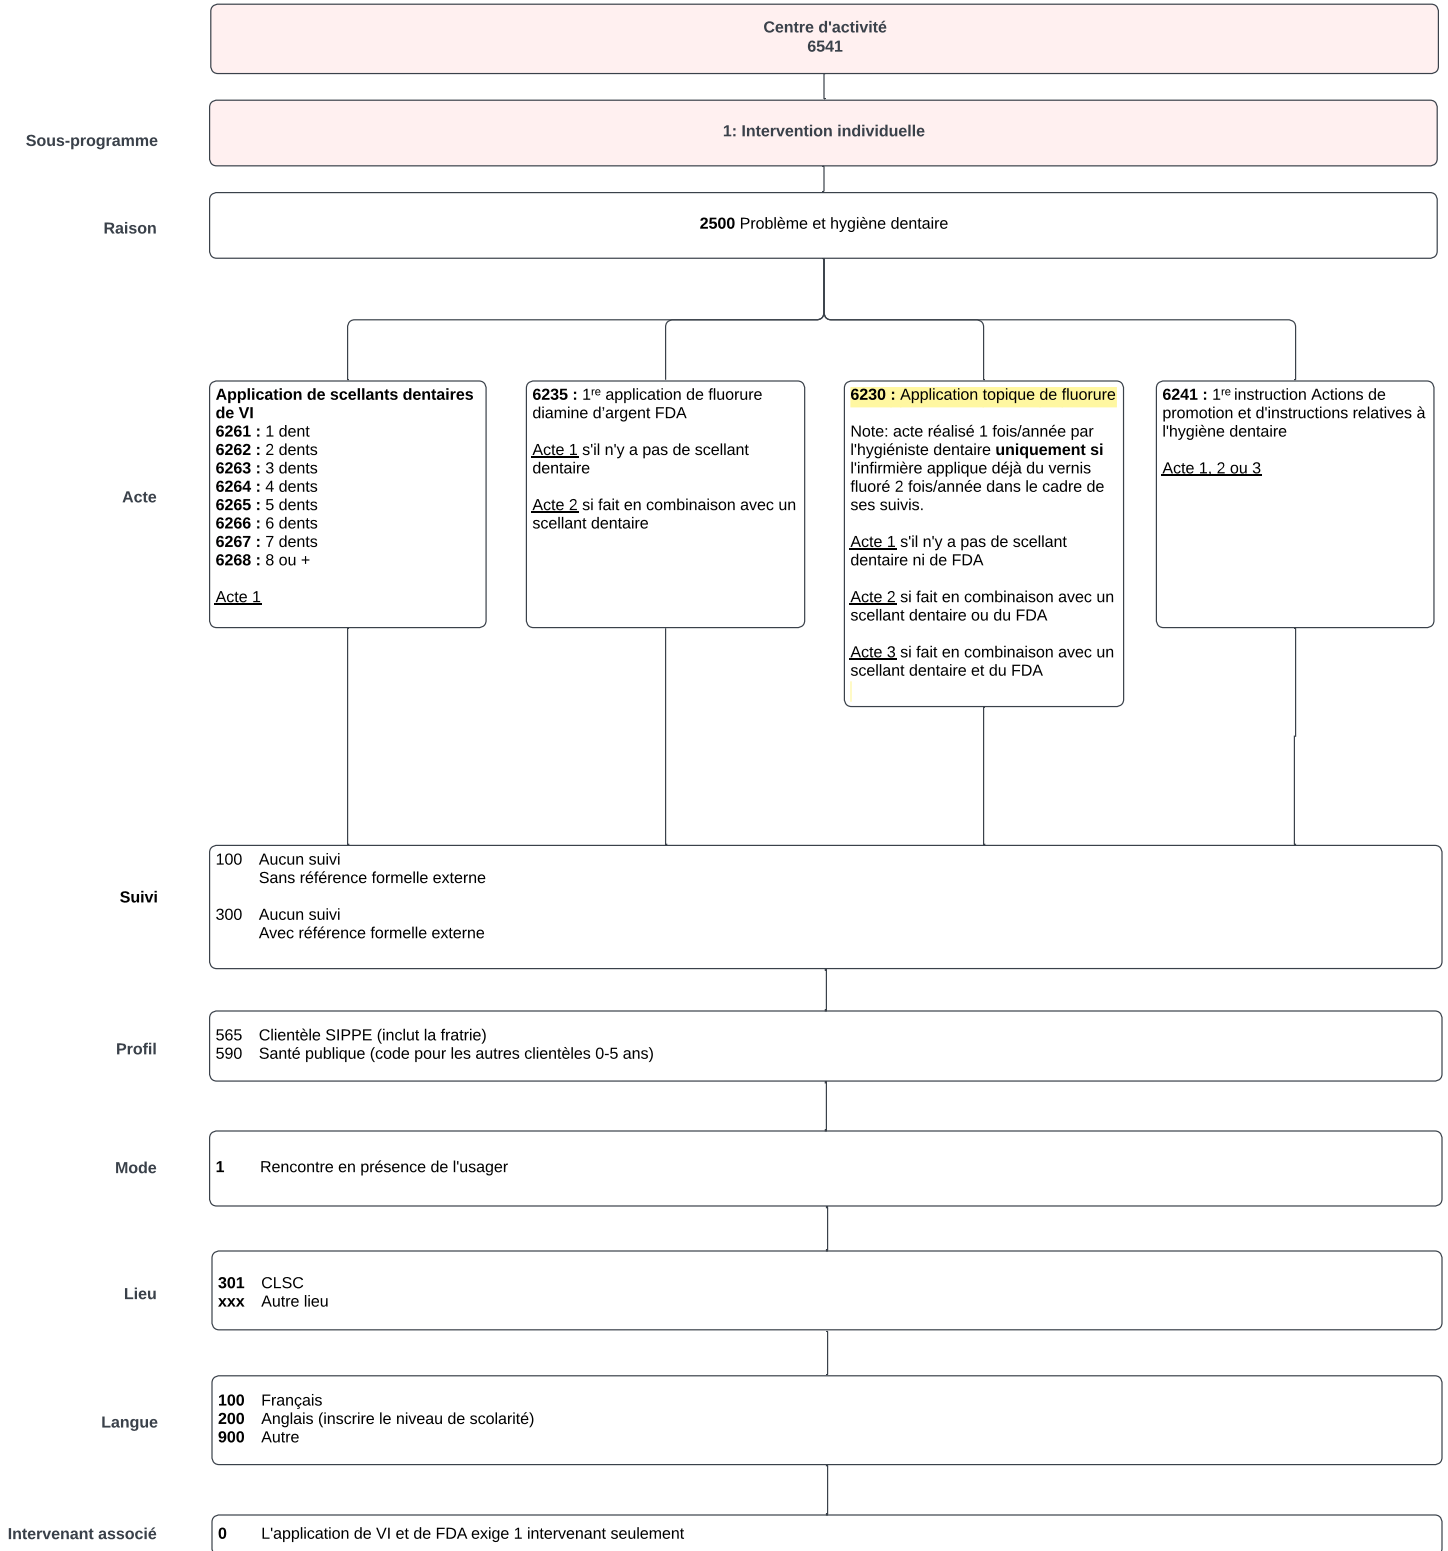 Centre d'activité
6541
Sous-programme
1: Intervention individuelle
Raison
2500 Problème et hygiène dentaire
Acte
Application de scellants dentaires
de VI
6261 : 1 dent
6262 : 2 dents
6263 : 3 dents
6264 : 4 dents
6265 : 5 dents
6266 : 6 dents
6267 : 7 dents
6268 : 8 ou +
Acte 1
6235 : 1re application de fluorure
diamine d'argent FDA
Acte 1 s'il n'y a pas de scellant
dentaire
Acte 2 si fait en combinaison avec un
scellant dentaire
6230 : Application topique de fluorure
Note: acte réalisé 1 fois/année par
l'hygiéniste dentaire uniquement si
l'infirmière applique déjà du vernis
fluoré 2 fois/année dans le cadre de
ses suivis.
Acte 1 s'il n'y a pas de scellant
dentaire ni de FDA
Acte 2 si fait en combinaison avec un
scellant dentaire ou du FDA
Acte 3 si fait en combinaison avec un
scellant dentaire et du FDA
6241 : 1re instruction Actions de
promotion et d'instructions relatives à
l'hygiène dentaire
Acte 1, 2 ou 3
Suivi
100 Aucun suivi
Sans référence formelle externe
300 Aucun suivi
Avec référence formelle externe
Profil
565 Clientèle SIPPE (inclut la fratrie)
590 Santé publique (code pour les autres clientèles 0-5 ans)
Mode
1 Rencontre en présence de l'usager
Lieu
301 CLSC
xxx Autre lieu
Langue
100 Français
200 Anglais (inscrire le niveau de scolarité)
900 Autre
Intervenant associé
0 L'application de VI et de FDA exige 1 intervenant seulement